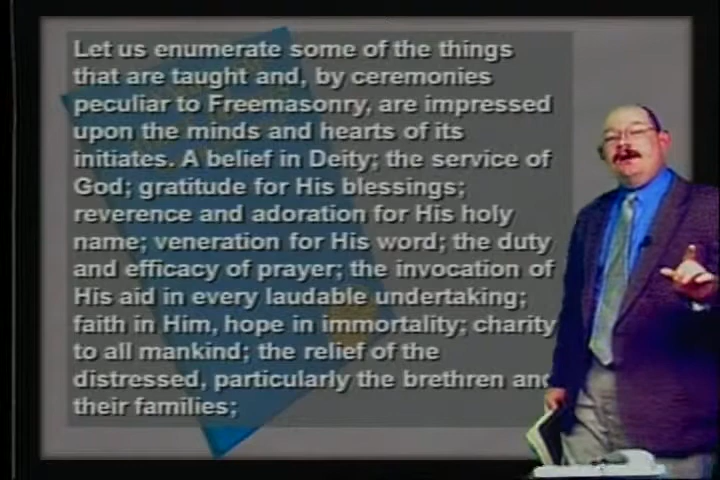 Let us enumerate some of the things
that are taught and, by ceremonies
peculiar to Freemasonry, are impressed
upon the minds and hearts of its
initiates. A belief in Deity; the service of
God; gratitude for His blessings;
reverence and adoration for His holy
name; veneration for His word; the duty
and efficacy of prayer; the invocation of
His aid in every laudable undertaking;
faith in Him, hope in immortality; charity
to all mankind; the relief of the
distressed, particularly the brethren and
their families;